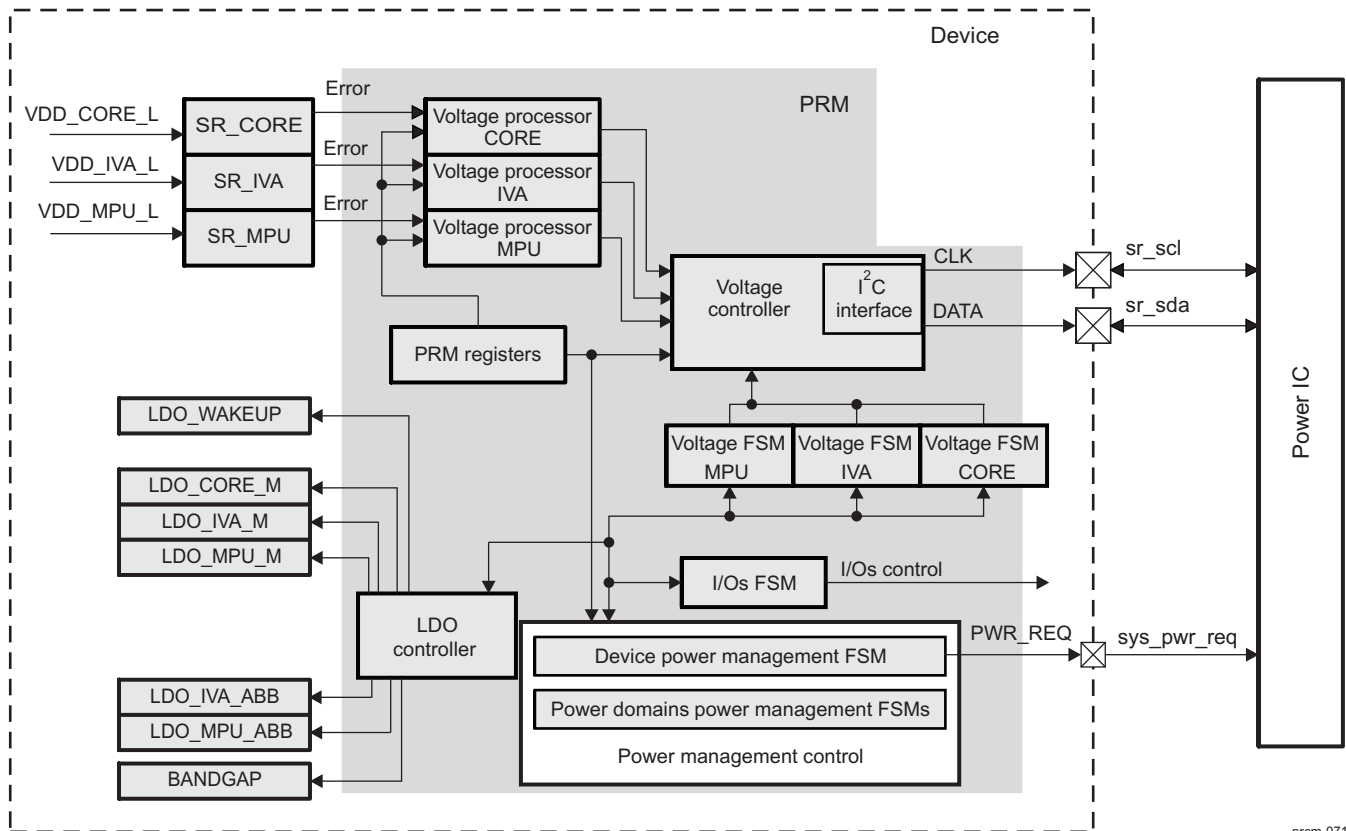 Device
PRM
VDD_CORE_L
VDD_IVA_L
VDD_MPU_L
SR_CORE
SR_IVA
SR_MPU
Error
Error
Error
Voltage processor
CORE
Voltage processor
IVA
Voltage processor
MPU
Voltage
controller
I2C
interface
CLK
DATA
sr_scl
sr_sda
Power IC
PRM registers
LDO_WAKEUP
LDO_CORE_M
LDO_IVA_M
LDO_MPU_M
Voltage FSM
MPU
Voltage FSM
IVA
Voltage FSM
CORE
I/Os FSM
I/Os control
LDO
controller
Device power management FSM
Power domains power management FSMs
Power management control
PWR_REQ
sys_pwr_req
LDO_IVA_ABB
LDO_MPU_ABB
BANDGAP